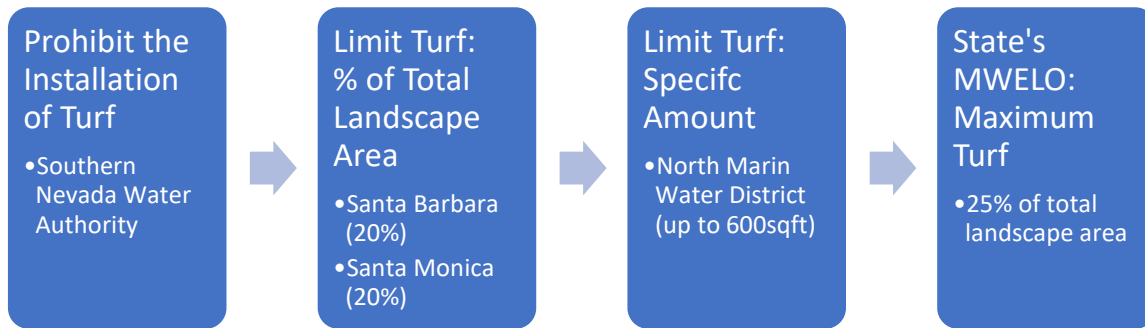 Prohibit the
Installation
of Turf
•Southern
Nevada Water
Authority
Limit Turf:
% of Total
Landscape
Area
•Santa Barbara
(20%)
•Santa Monica
(20%)
Limit Turf:
Specifc
Amount
•North Marin
Water District
(up to 600sqft)
State's
MWELO:
Maximum
Turf
•25% of total
landscape area